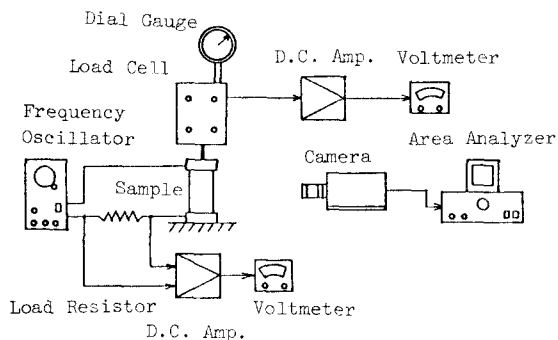 Dial Gauge
Load Cell
D.C. Amp.
Voltmeter
Frequency
Oscillator
Sample
Camera
Area Analyzer
Load Resistor
D.C. Amp.
Voltmeter